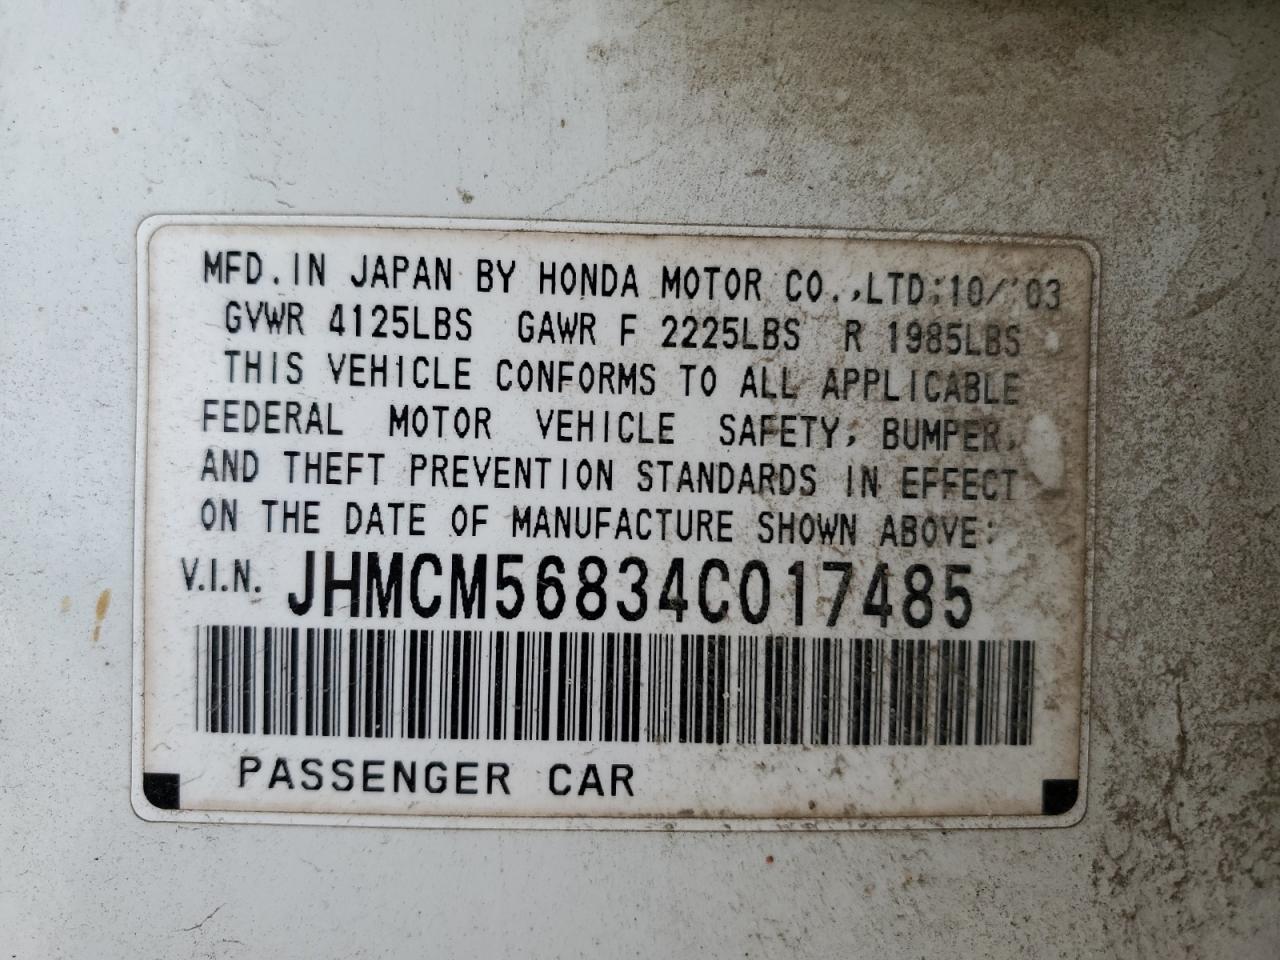 MFD. IN JAPAN BY HONDA MOTOR CO.,LTD.; 10/'03
GVWR 4125LBS GAWR F 2225LBS R 1985LBS
THIS VEHICLE CONFORMS TO ALL APPLICABLE
FEDERAL MOTOR VEHICLE SAFETY, BUMPER,
AND THEFT PREVENTION STANDARDS IN EFFECT
ON THE DATE OF MANUFACTURE SHOWN ABOVE:
V.I.N. JHMCM56834C017485
PASSENGER CAR